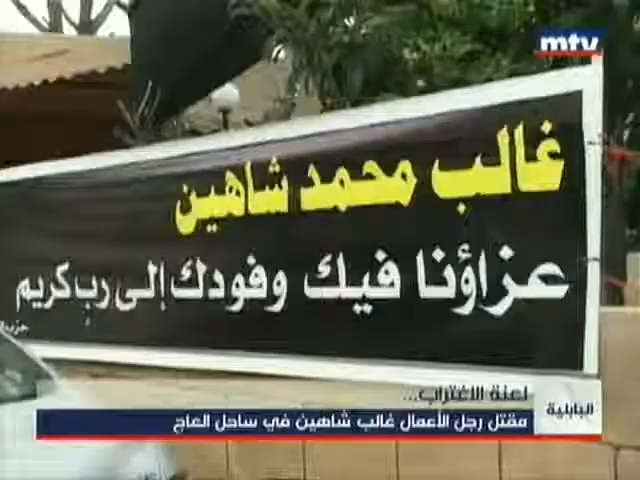 mtv
غالب محمد شاهين
عزاؤنا فيك وفودك إلى رب كريم
لعنة الاغتراب...
البابلية
مقتل رجل الأعمال غالب شاهين في ساحل العاج